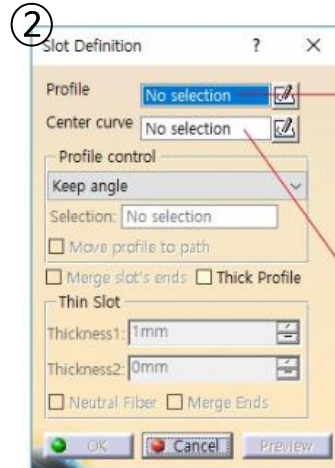 ②
Slot Definition ? ×
Profile No selection
Center curve No selection
Profile control
Keep angle
Selection: No selection
Move profile to path
Merge slot's ends Thick Profile
Thin Slot
Thickness1: 1mm
Thickness2: 0mm
Neutral Fiber Merge Ends
OK Cancel Preview